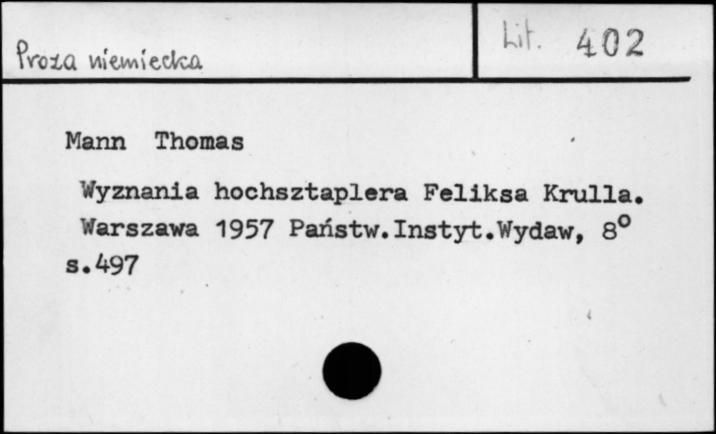 Proza niemiecka
Lit. 402
Mann Thomas
Wyznania hochsztaplera Feliksa Krulla.
Warszawa 1957 Państw.Instyt.Wydaw, 8°
s.497